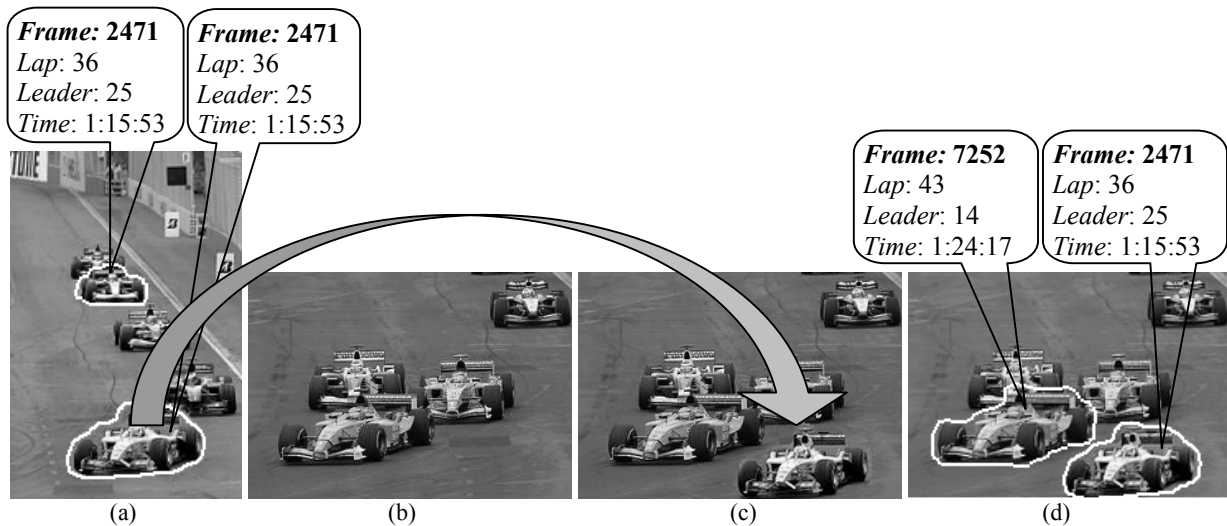 Frame: 2471
Lap: 36
Leader: 25
Time: 1:15:53
Frame: 2471
Lap: 36
Leader: 25
Time: 1:15:53
Frame: 7252
Lap: 43
Leader: 14
Time: 1:24:17
Frame: 2471
Lap: 36
Leader: 25
Time: 1:15:53
(a)
(b)
(c)
(d)